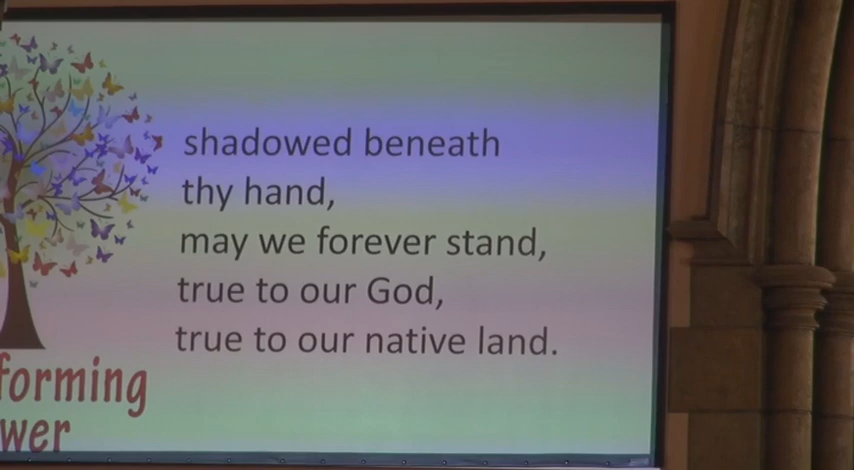 shadowed beneath
thy hand,
may we forever stand,
true to our God,
true to our native land.
forming
wer